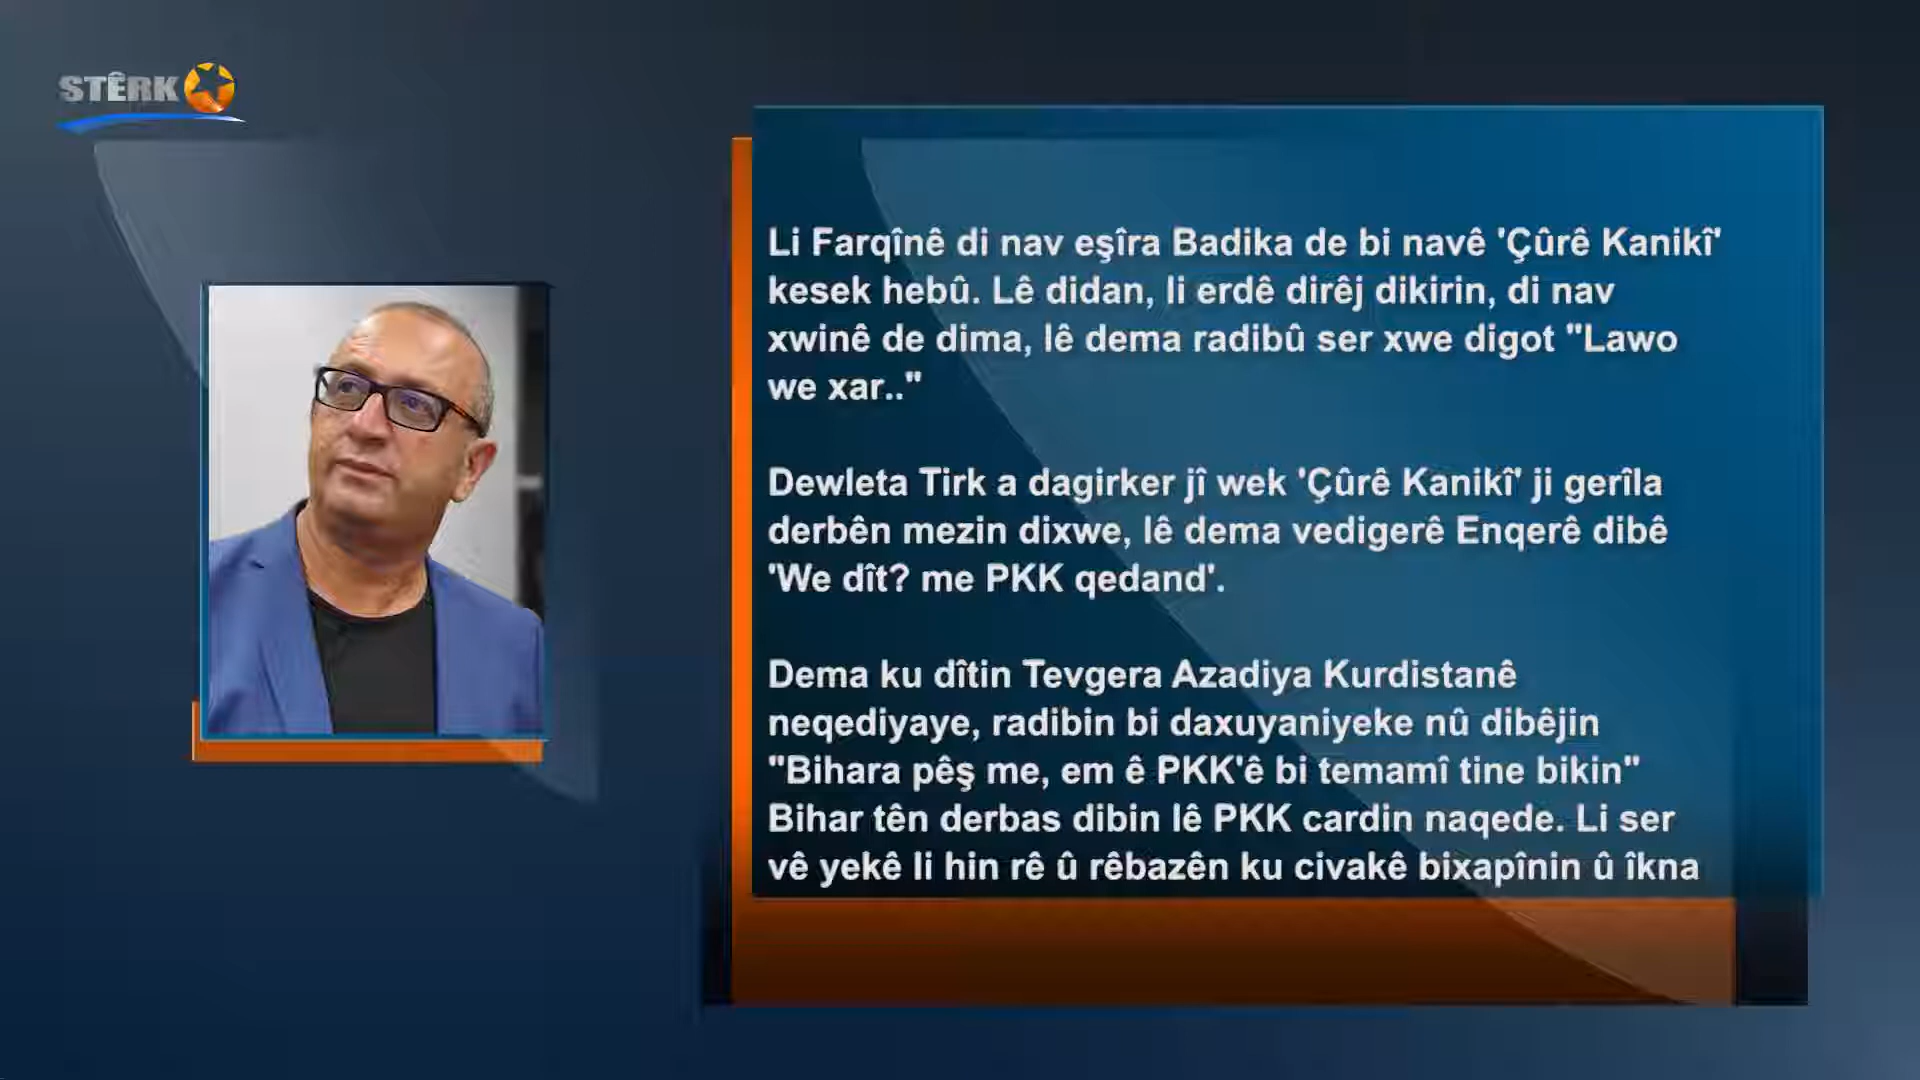 STÊRK
Li Farqînê di nav eşîra Badika de bi navê 'Çûrê Kanikî'
kesek hebû. Lê didan, li erdê dirêj dikirin, di nav
xwinê de dima, lê dema radibû ser xwe digot "Lawo
we xar.."
Dewleta Tirk a dagirker jî wek 'Çûrê Kanikî' ji gerîla
derbên mezin dixwe, lê dema vedigerê Enqerê dibê
'We dît? me PKK qedand'.
Dema ku dîtin Tevgera Azadiya Kurdistanê
neqediyaye, radibin bi daxuyaniyeke nû dibêjin
"Bihara pêş me, em ê PKK'ê bi temamî tine bikin"
Bihar tên derbas dibin lê PKK cardin naqede. Li ser
vê yekê li hin rê û rêbazên ku civakê bixapînin û îkna